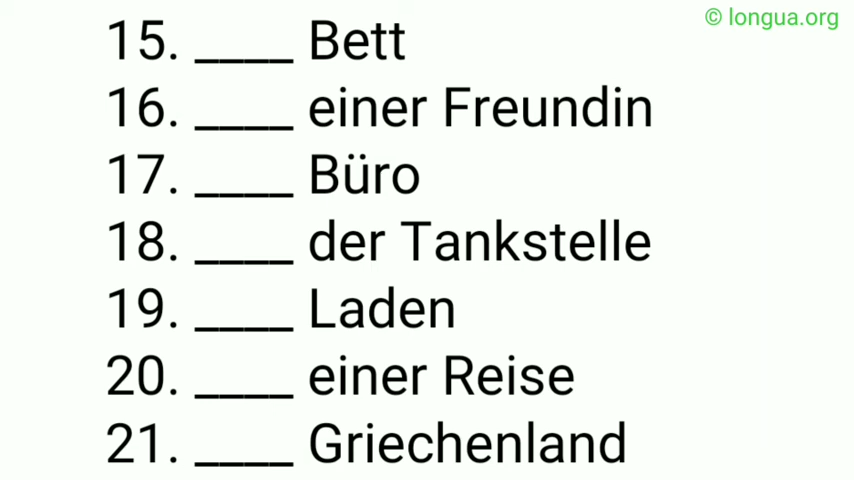 © longua.org
15. ____ Bett
16. ____ einer Freundin
17. ____ Büro
18. ____ der Tankstelle
19. ____ Laden
20. ____ einer Reise
21. ____ Griechenland